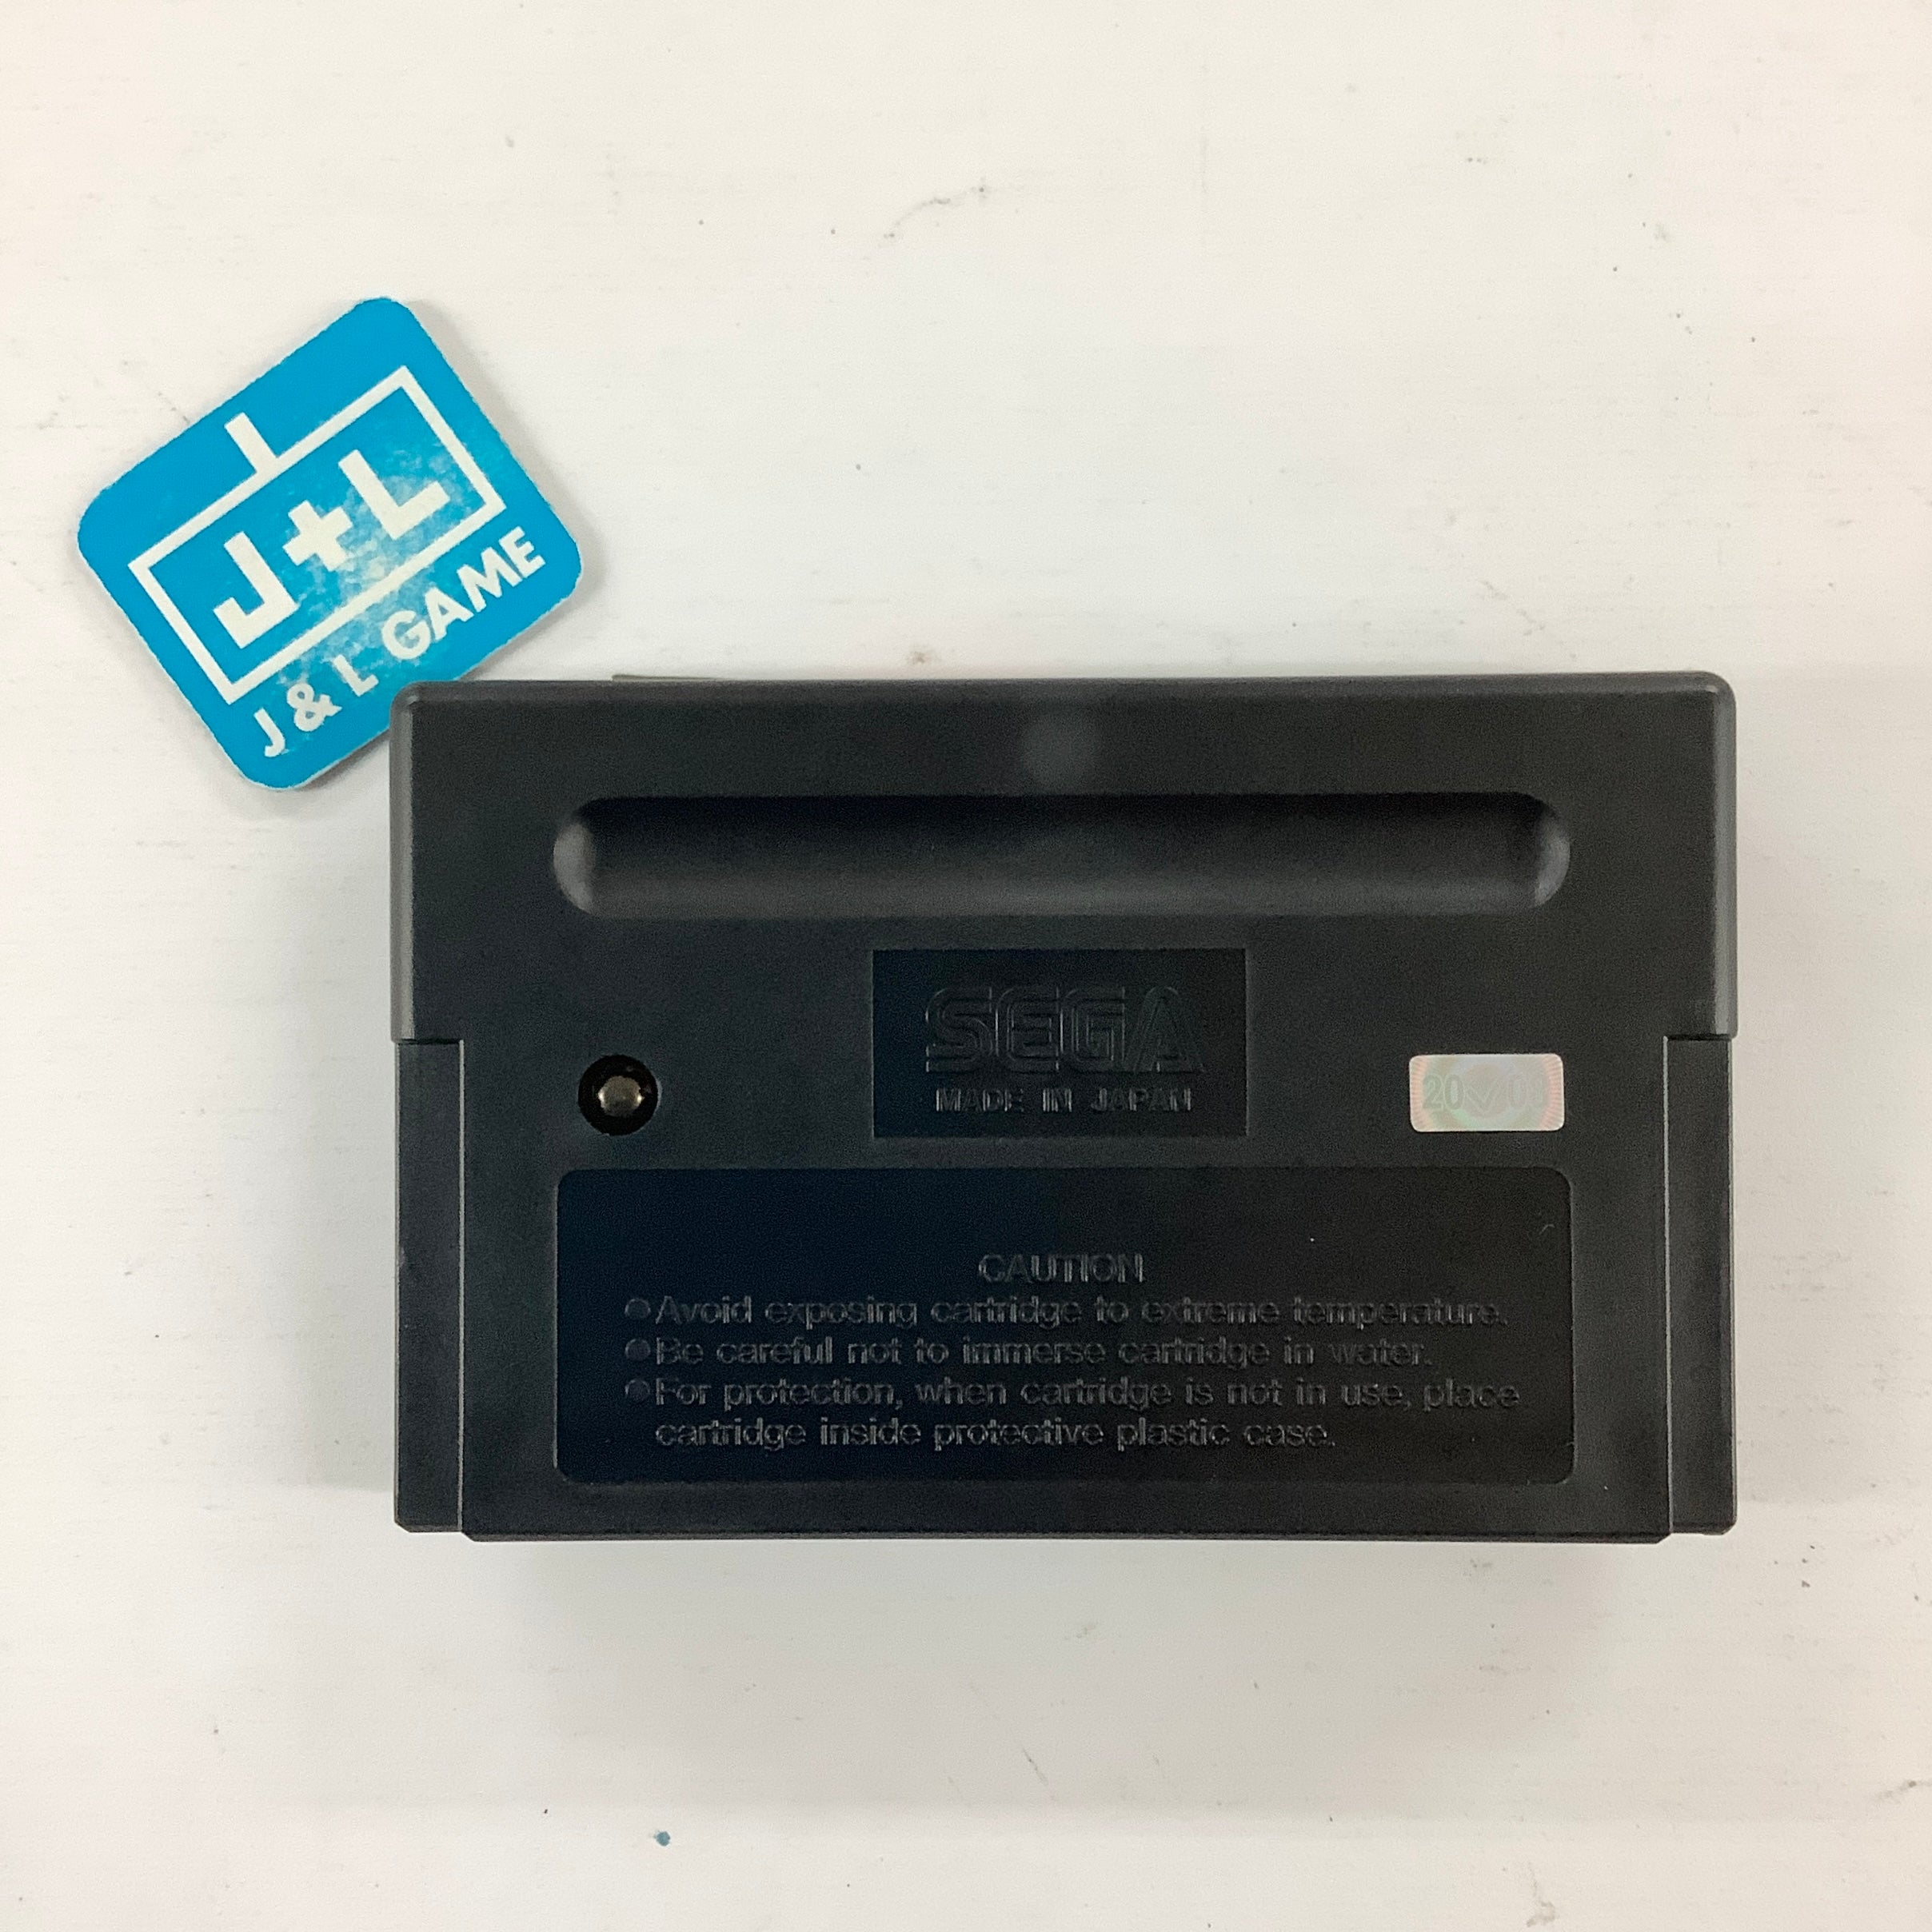 J+L
J & L GAME
SEGA
MADE IN JAPAN
20
CAUTION
●Avoid exposing cartridge to extreme temperature.
●Be careful not to immerse cartridge in water.
●For protection, when cartridge is not in use, place
cartridge inside protective plastic case.